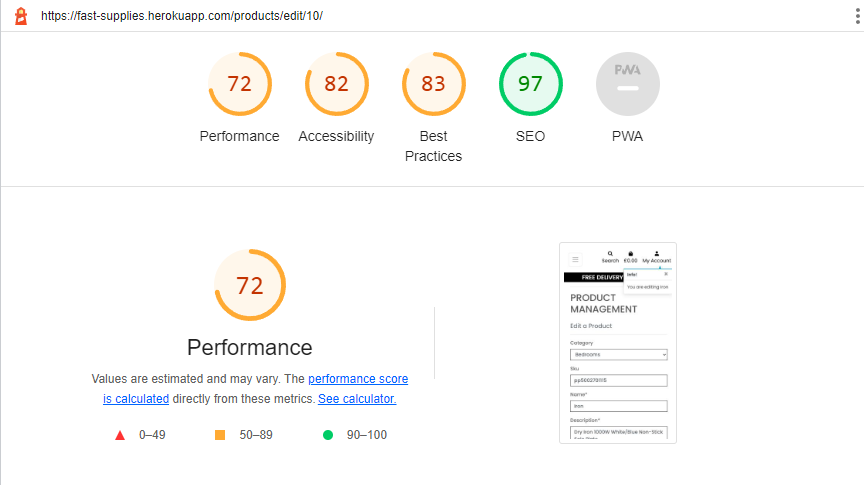 https://fast-supplies.herokuapp.com/products/edit/10/
72
82
83
97
PWA
Performance
Accessibility
Best
Practices
SEO
PWA
72
Performance
Values are estimated and may vary. The performance score
is calculated directly from these metrics. See calculator.
0–49
50–89
90–100
Search
£0.00
My Account
FREE DELIVERY
Info!
You are editing Iron
PRODUCT
MANAGEMENT
Edit a Product
Category
Bedrooms
Sku
Name*
Iron
Description*
Dry Iron 1000W White/Blue Non-Stick